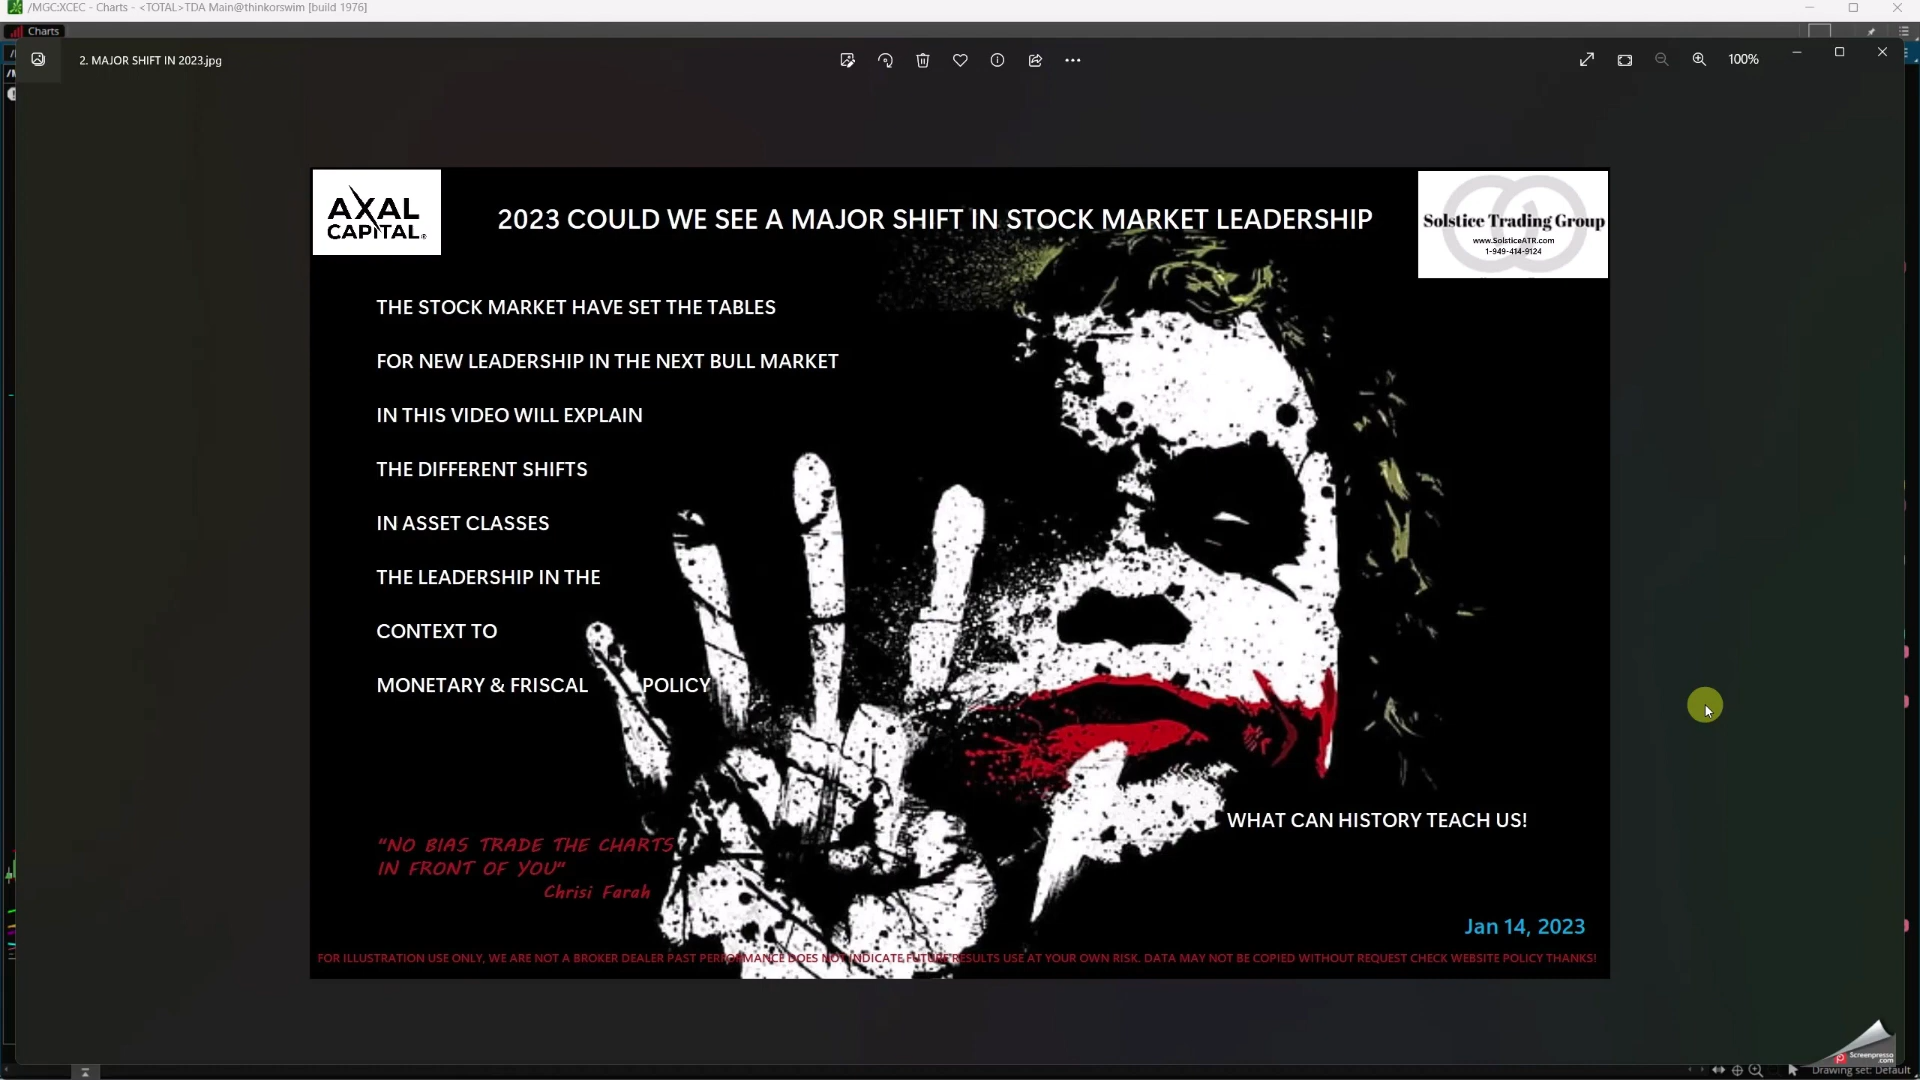 /MGC:XCEC - Charts - <TOTAL>TDA Main@thinkorswim [build 1976]
Charts
2. MAJOR SHIFT IN 2023.jpg
100%
AXAL
CAPITAL®
2023 COULD WE SEE A MAJOR SHIFT IN STOCK MARKET LEADERSHIP
Solstice Trading Group
www.SolsticeATR.com
1-949-414-9124
THE STOCK MARKET HAVE SET THE TABLES
FOR NEW LEADERSHIP IN THE NEXT BULL MARKET
IN THIS VIDEO WILL EXPLAIN
THE DIFFERENT SHIFTS
IN ASSET CLASSES
THE LEADERSHIP IN THE
CONTEXT TO
MONETARY & FRISCAL POLICY
WHAT CAN HISTORY TEACH US!
"NO BIAS TRADE THE CHARTS
IN FRONT OF YOU"
Chrisi Farah
Jan 14, 2023
FOR ILLUSTRATION USE ONLY, WE ARE NOT A BROKER DEALER PAST PERFORMANCE DOES NOT INDICATE FUTURE RESULTS USE AT YOUR OWN RISK. DATA MAY NOT BE COPIED WITHOUT REQUEST CHECK WEBSITE POLICY THANKS!
Screenpresso
.com
Drawing set: Default